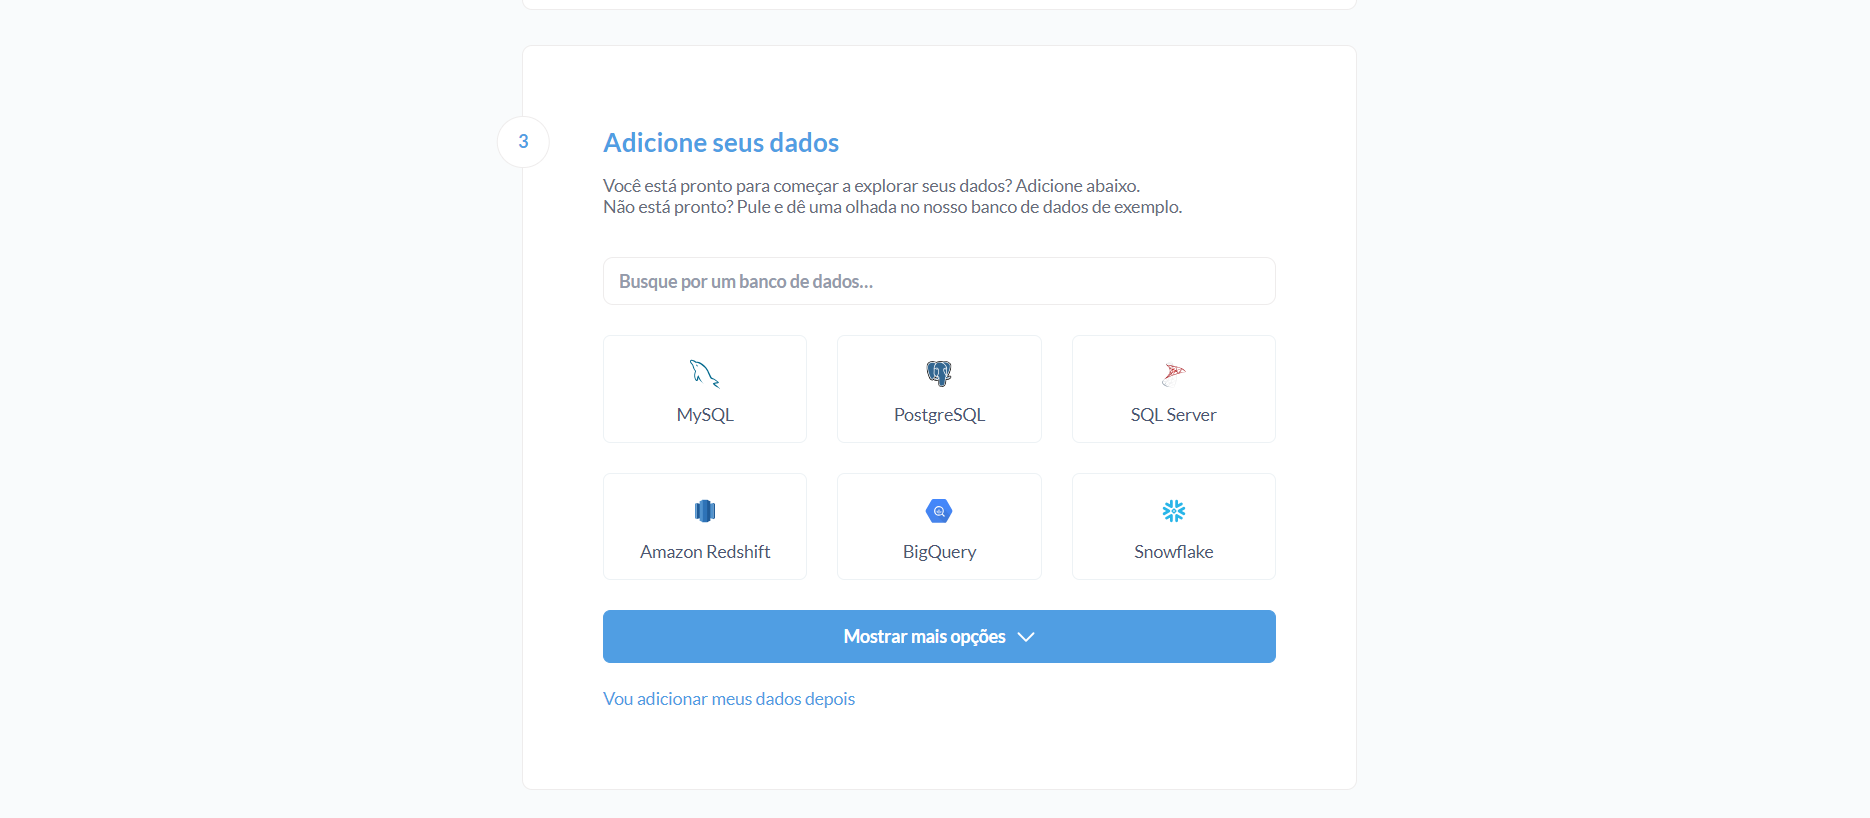 3
Adicione seus dados
Você está pronto para começar a explorar seus dados? Adicione abaixo.
Não está pronto? Pule e dê uma olhada no nosso banco de dados de exemplo.
Busque por um banco de dados...
MySQL
PostgreSQL
SQL Server
Amazon Redshift
BigQuery
Snowflake
Mostrar mais opções
Vou adicionar meus dados depois